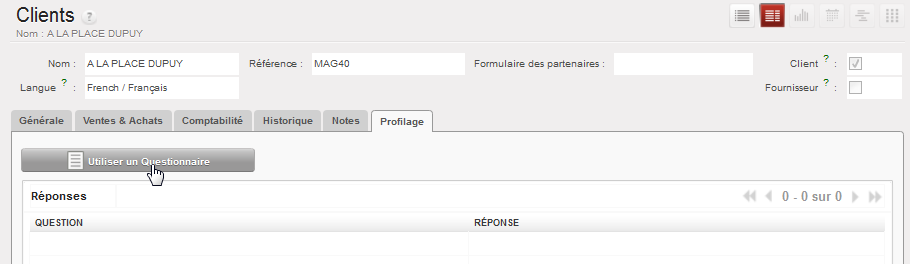 Clients ?
Nom : A LA PLACE DUPUY
Nom : A LA PLACE DUPUY Référence : MAG40 Formulaire des partenaires : Client ? :
Langue ? : French / Français Fournisseur ? :
Générale Ventes & Achats Comptabilité Historique Notes Profilage
Utiliser un Questionnaire
Réponses 0 - 0 sur 0
QUESTION RÉPONSE